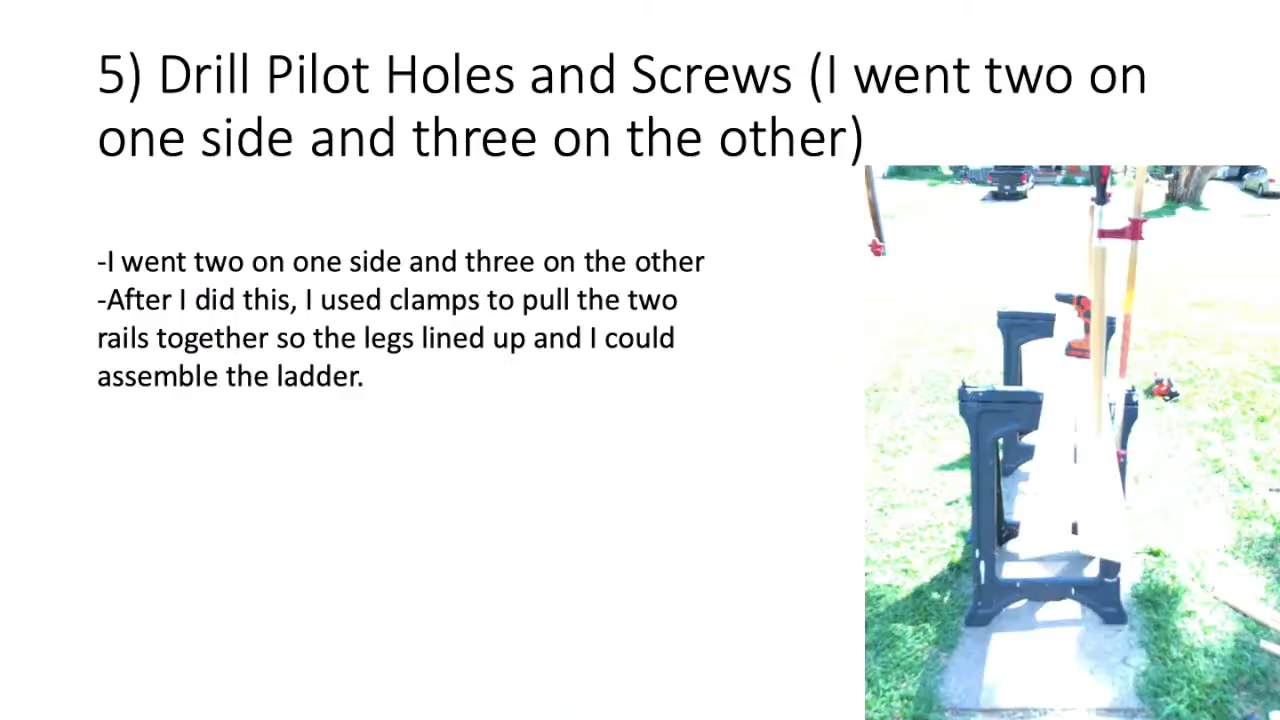 5) Drill Pilot Holes and Screws (I went two on
one side and three on the other)
-I went two on one side and three on the other
-After I did this, I used clamps to pull the two
rails together so the legs lined up and I could
assemble the ladder.